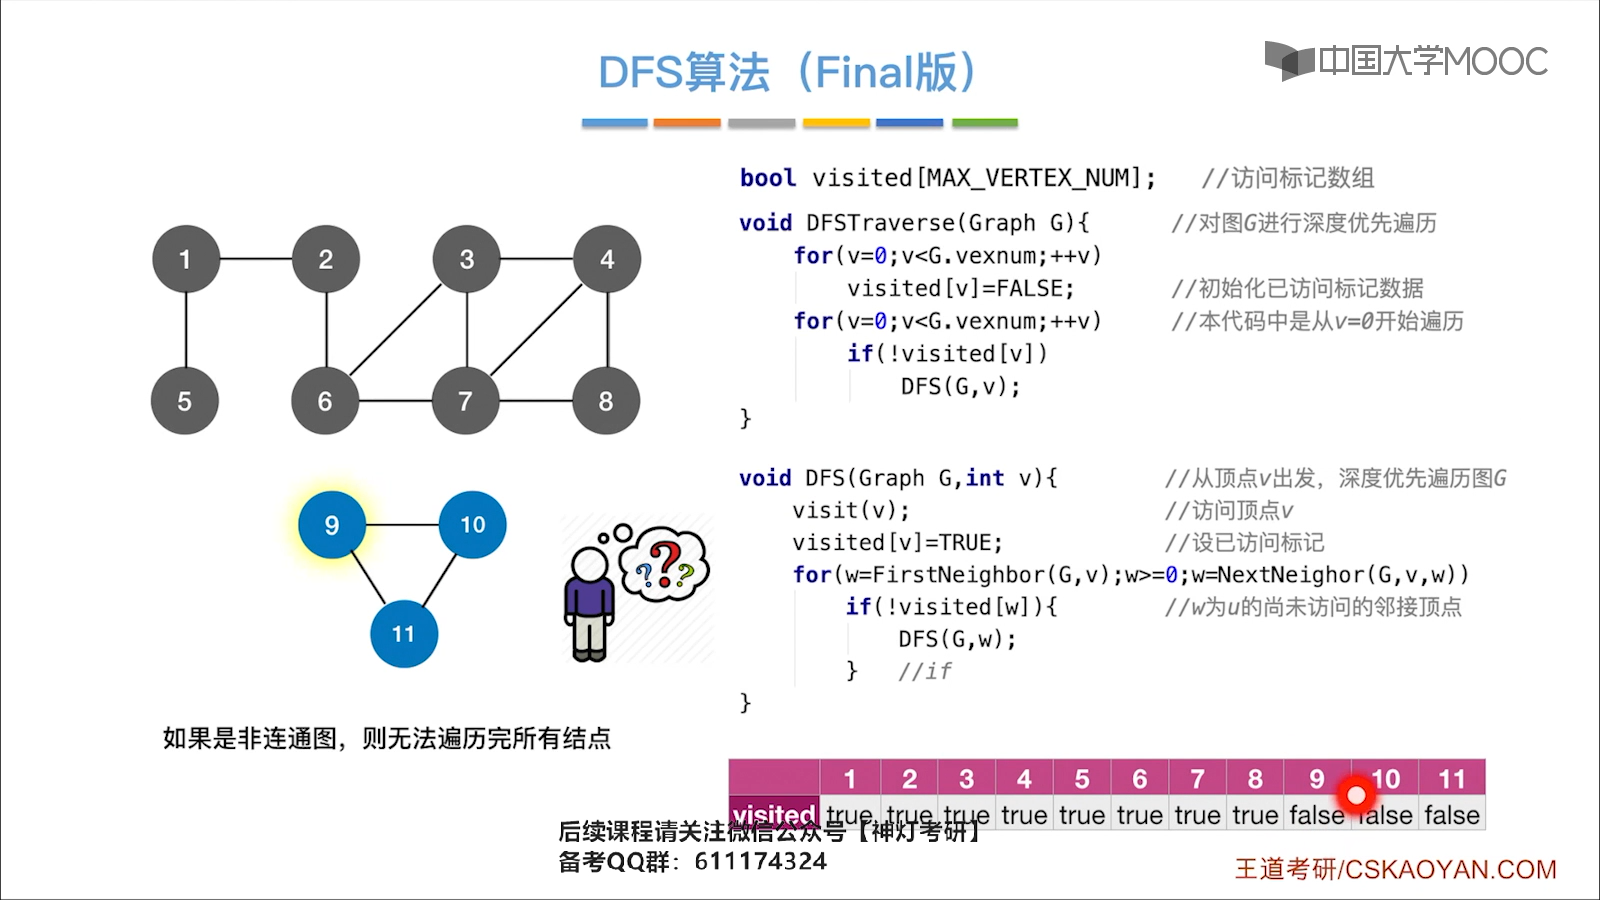 DFS算法（Final版）
中国大学MOOC
bool visited[MAX_VERTEX_NUM]; //访问标记数组
void DFSTraverse(Graph G){ //对图G进行深度优先遍历
for(v=0;v<G.vexnum;++v)
visited[v]=FALSE; //初始化已访问标记数据
for(v=0;v<G.vexnum;++v) //本代码中是从v=0开始遍历
if(!visited[v])
DFS(G,v);
}
void DFS(Graph G,int v){ //从顶点v出发，深度优先遍历图G
visit(v); //访问顶点v
visited[v]=TRUE; //设已访问标记
for(w=FirstNeighbor(G,v);w>=0;w=NextNeighor(G,v,w))
if(!visited[w]){ //w为u的尚未访问的邻接顶点
DFS(G,w);
} //if
}
1 2 3 4
5 6 7 8
9 10
11
? ? ?
如果是非连通图，则无法遍历完所有结点
1 2 3 4 5 6 7 8 9 10 11
visited true true true true true true true true false false false
后续课程请关注微信公众号【神灯考研】
备考QQ群：611174324
王道考研/CSKAOYAN.COM